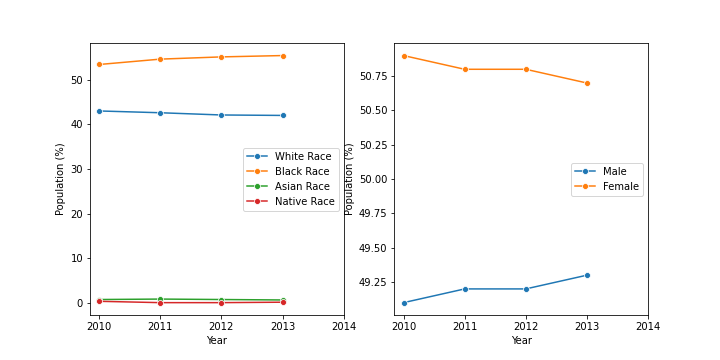 Population (%)
50
40
30
20
10
0
2010 2011 2012 2013 2014
Year
White Race
Black Race
Asian Race
Native Race
Population (%)
50.75
50.50
50.25
50.00
49.75
49.50
49.25
2010 2011 2012 2013 2014
Year
Male
Female